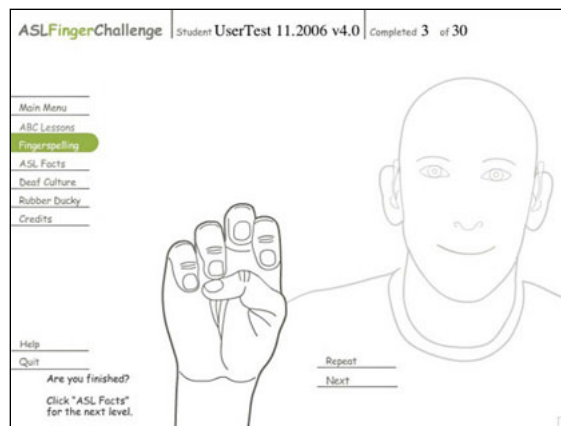 ASLFingerChallenge Student UserTest 11.2006 v4.0 Completed 3 of 30
Main Menu
ABC Lessons
Fingerspelling
ASL Facts
Deaf Culture
Rubber Ducky
Credits
Help
Quit
Repeat
Next
Are you finished?
Click "ASL Facts"
for the next level.